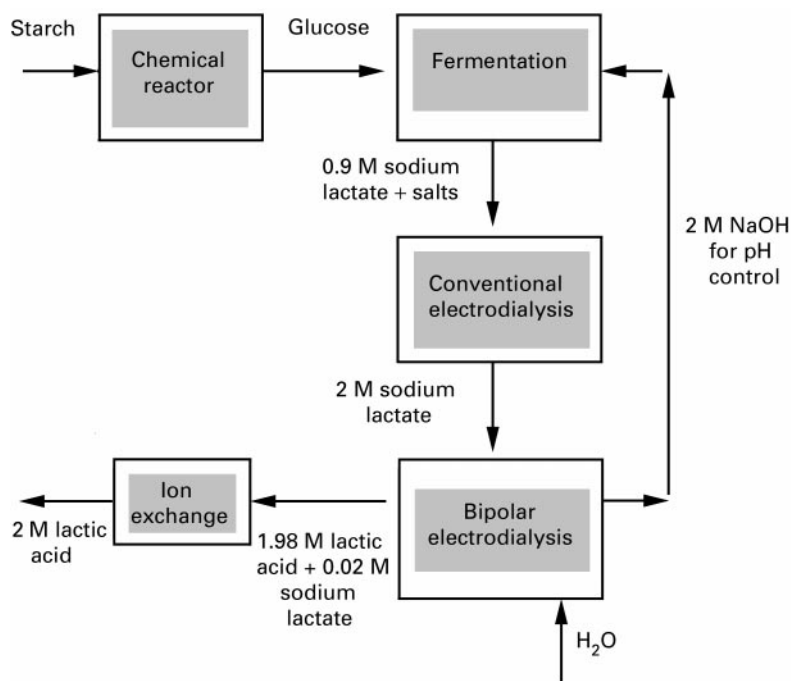 Starch
Chemical
reactor
Glucose
Fermentation
0.9 M sodium
lactate + salts
2 M NaOH
for pH
control
Conventional
electrodialysis
2 M sodium
lactate
Bipolar
electrodialysis
H₂O
1.98 M lactic
acid + 0.02 M
sodium
lactate
Ion
exchange
2 M lactic
acid